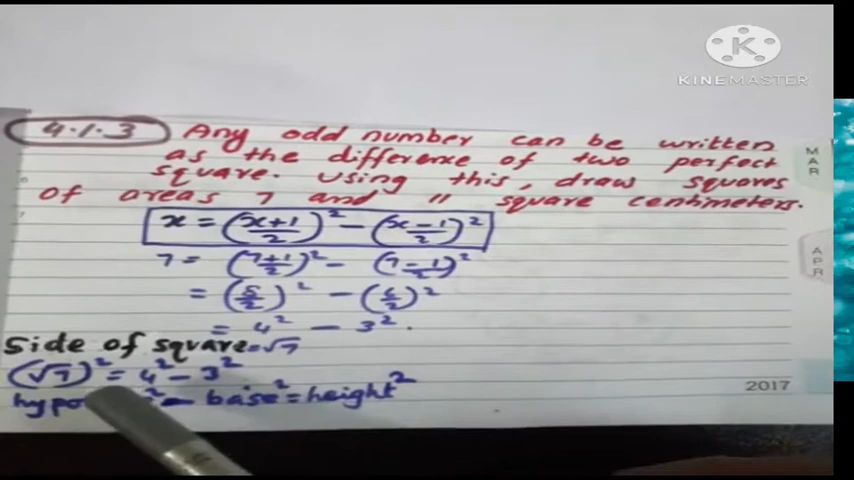 KINEMASTER
4.1.3 Any odd number can be written
as the difference of two perfect
square. using this, draw squares
of areas 7 and 11 square centimeters.
x = (x+1/2)² - (x-1/2)²
7 = (7+1/2)² - (7-1/2)²
= (8/2)² - (6/2)²
= 4² - 3².
Side of square = √7
(√7)² = 4² - 3²
² - base² = height²
MAR
APR
2017